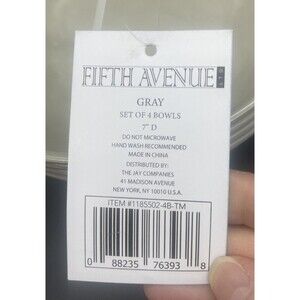 FIFTH AVENUE
GRAY
SET OF 4 BOWLS
7" D
DO NOT MICROWAVE
HAND WASH RECOMMENDED
MADE IN CHINA
DISTRIBUTED BY:
THE JAY COMPANIES
41 MADISON AVENUE
NEW YORK, NY 10010 U.S.A.
ITEM #1185502-4B-TM
0 88235 76393 8